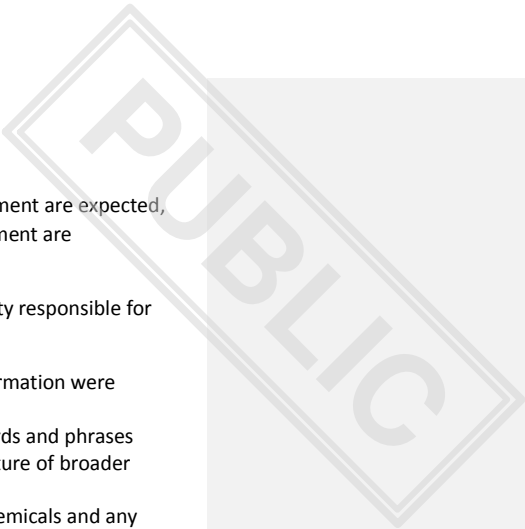 ment are expected,
ment are
ty responsible for
rmation were
rds and phrases
ture of broader
emicals and any
PUBLIC